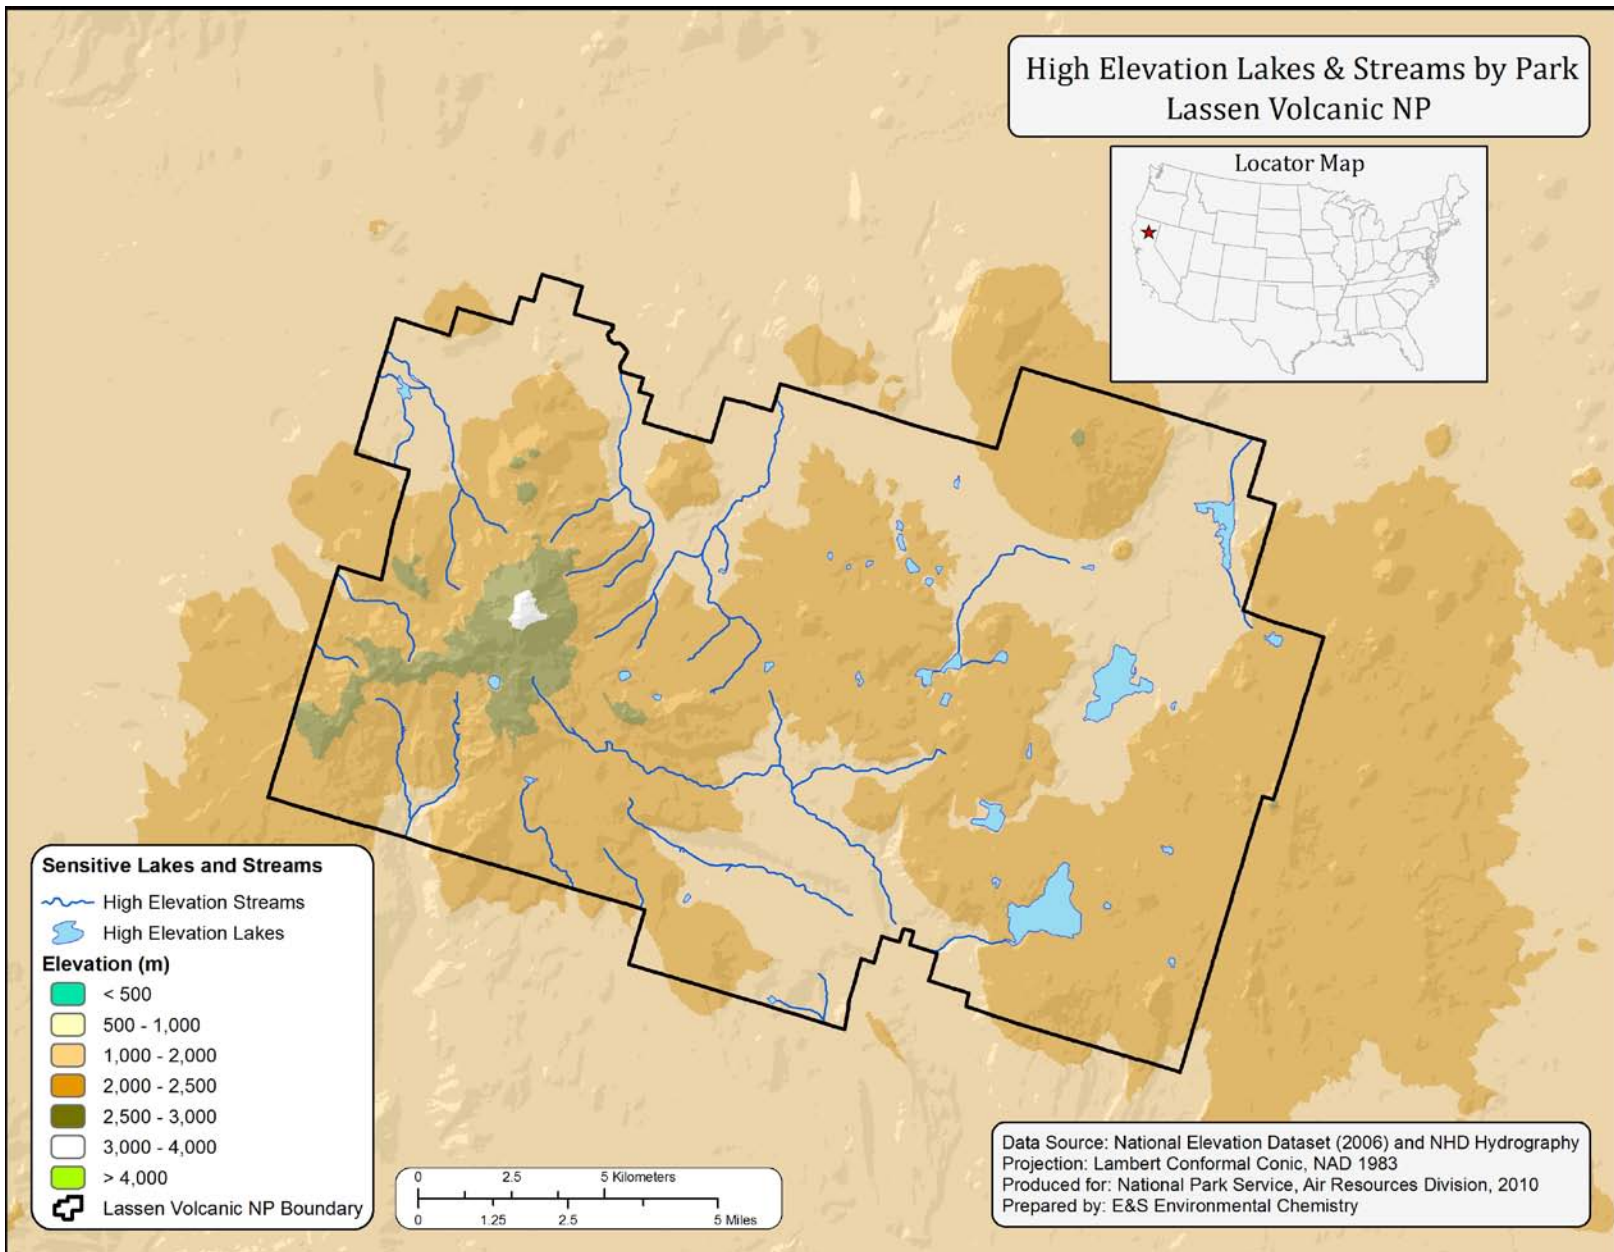 High Elevation Lakes & Streams by Park
Lassen Volcanic NP
Locator Map
Sensitive Lakes and Streams
High Elevation Streams
High Elevation Lakes
Elevation (m)
< 500
500 - 1,000
1,000 - 2,000
2,000 - 2,500
2,500 - 3,000
3,000 - 4,000
> 4,000
Lassen Volcanic NP Boundary
0 2.5 5 Kilometers
0 1.25 2.5 5 Miles
Data Source: National Elevation Dataset (2006) and NHD Hydrography
Projection: Lambert Conformal Conic, NAD 1983
Produced for: National Park Service, Air Resources Division, 2010
Prepared by: E&S Environmental Chemistry